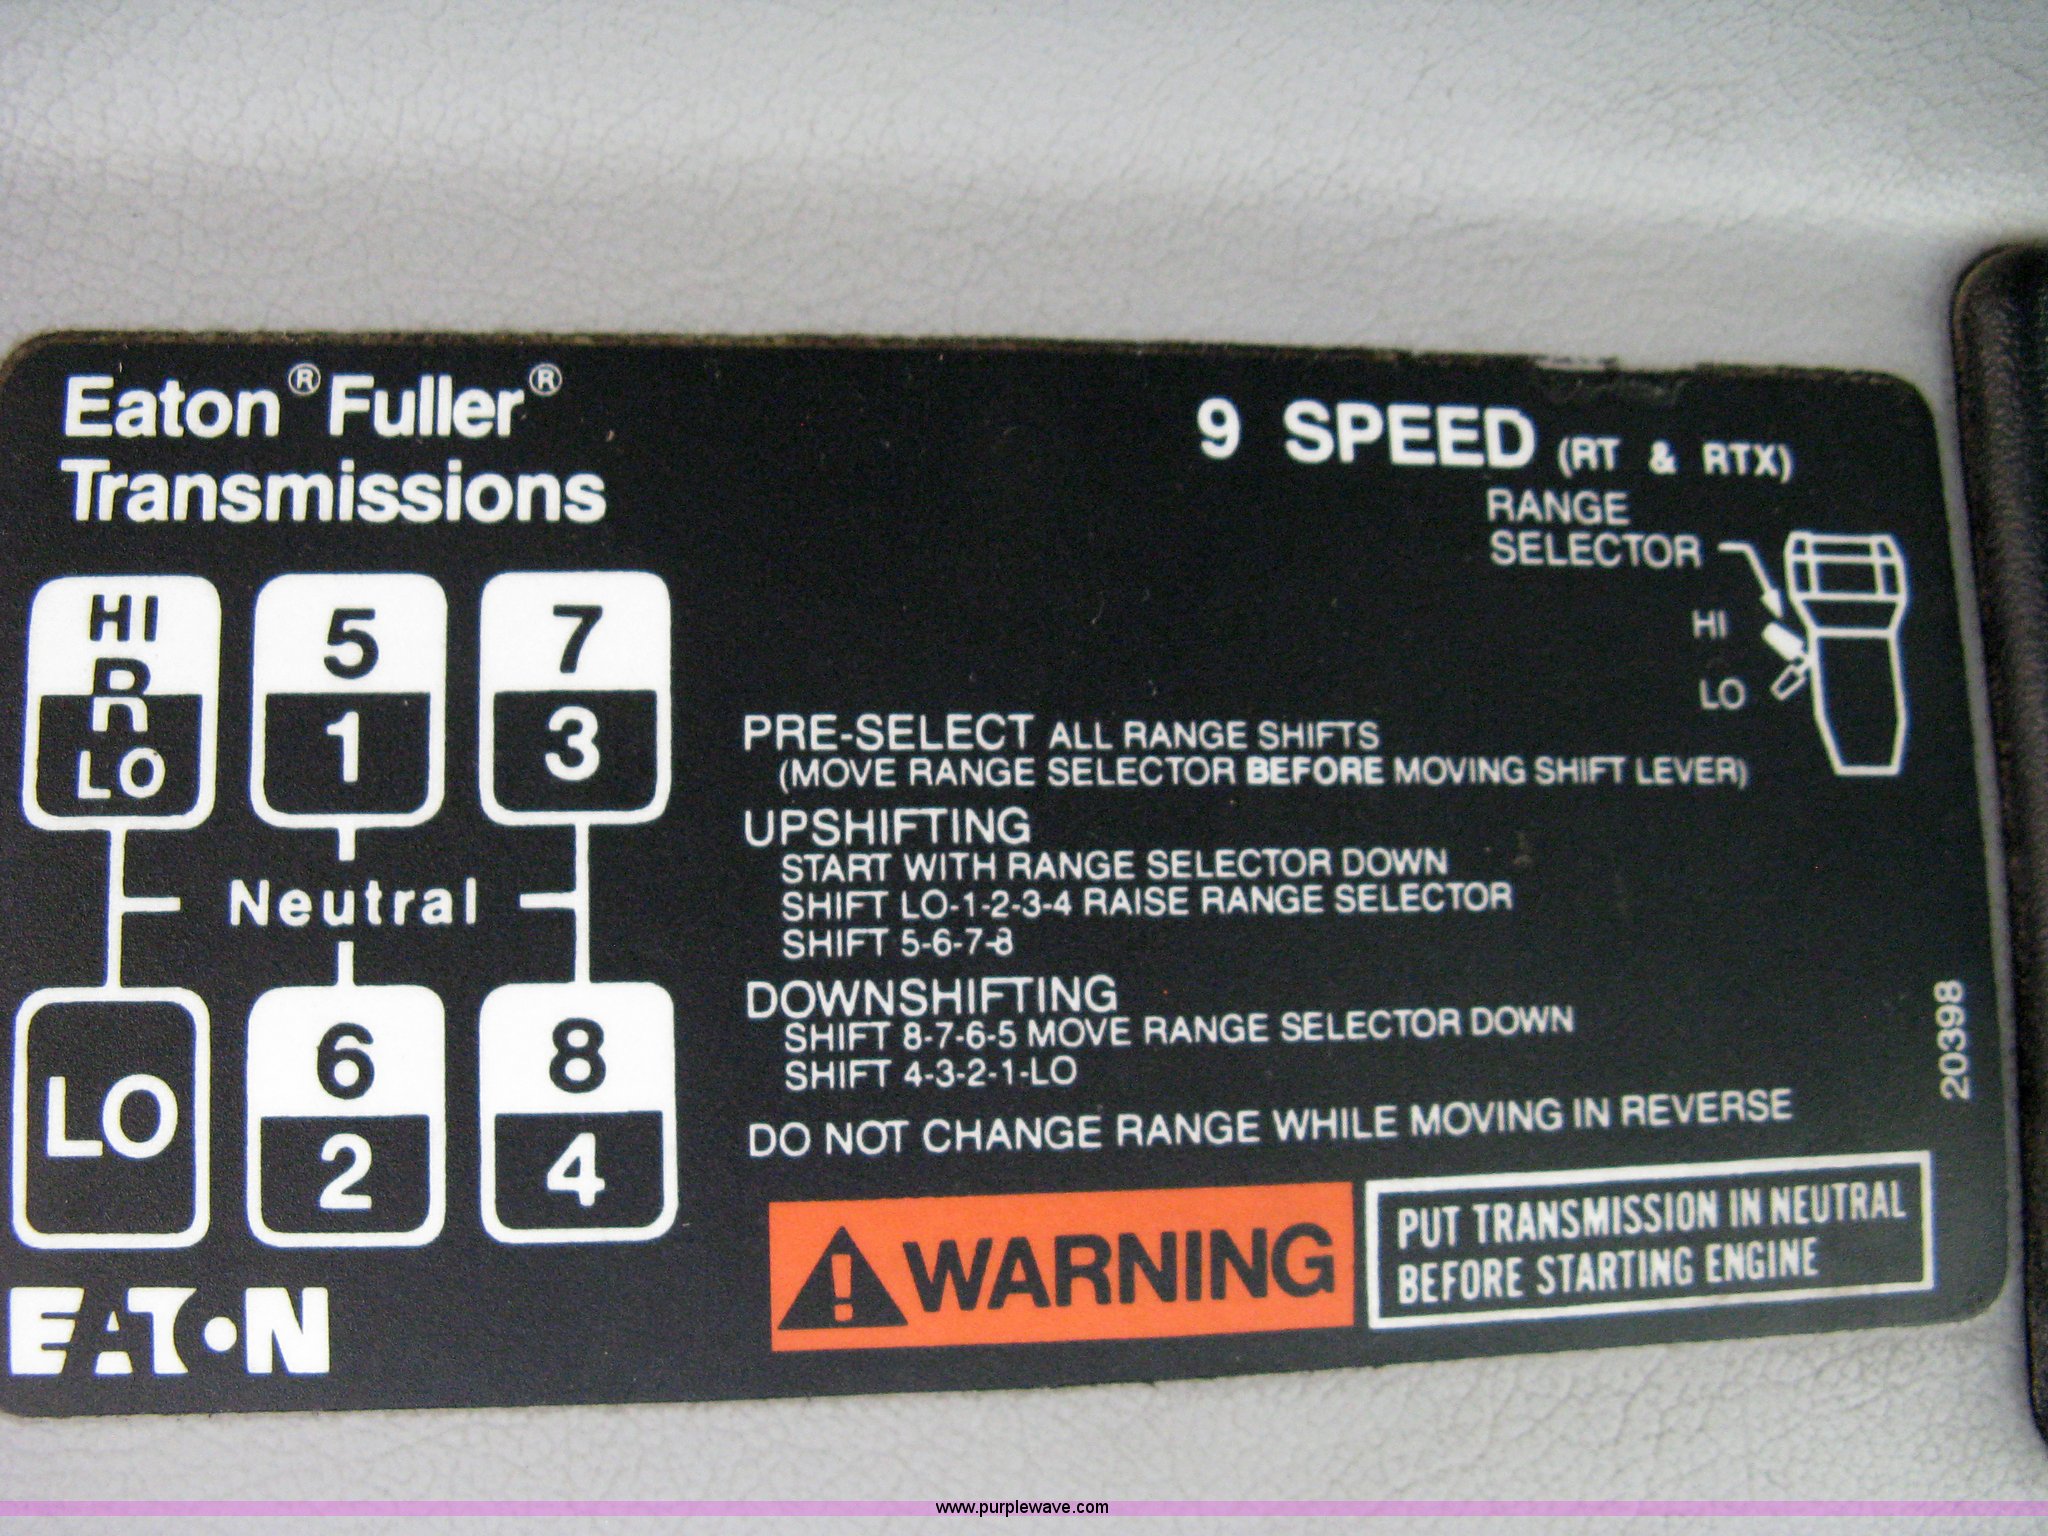 Eaton® Fuller®
Transmissions
9 SPEED (RT & RTX)
RANGE
SELECTOR
HI
LO
HI
R
LO
5
1
7
3
Neutral
LO
6
2
8
4
PRE-SELECT ALL RANGE SHIFTS
(MOVE RANGE SELECTOR BEFORE MOVING SHIFT LEVER)
UPSHIFTING
START WITH RANGE SELECTOR DOWN
SHIFT LO-1-2-3-4 RAISE RANGE SELECTOR
SHIFT 5-6-7-8
DOWNSHIFTING
SHIFT 8-7-6-5 MOVE RANGE SELECTOR DOWN
SHIFT 4-3-2-1-LO
DO NOT CHANGE RANGE WHILE MOVING IN REVERSE
WARNING
PUT TRANSMISSION IN NEUTRAL
BEFORE STARTING ENGINE
20398
EATON
www.purplewave.com